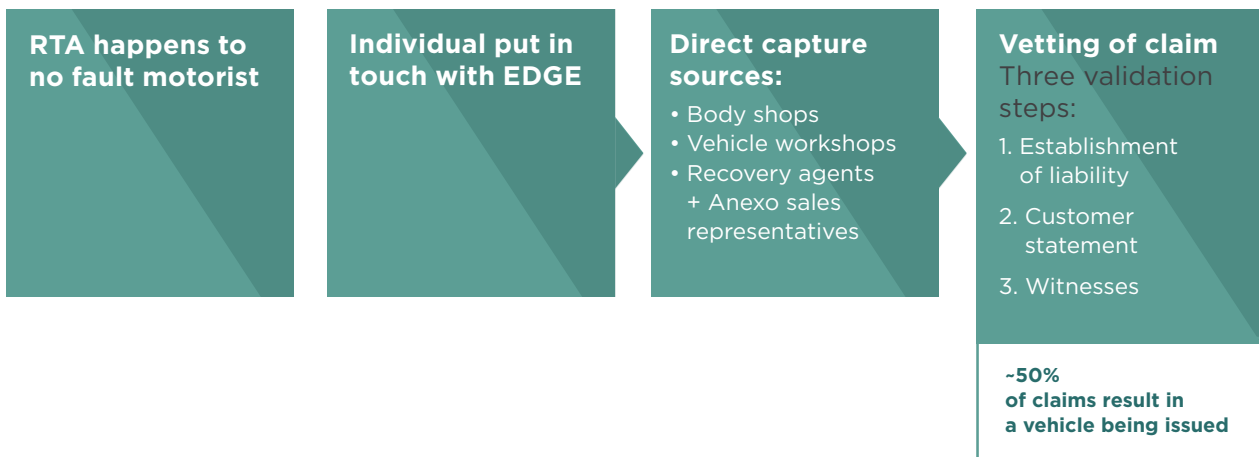 RTA happens to
no fault motorist
Individual put in
touch with EDGE
Direct capture
sources:
• Body shops
• Vehicle workshops
• Recovery agents
+ Anexo sales
representatives
Vetting of claim
Three validation
steps:
1. Establishment
of liability
2. Customer
statement
3. Witnesses
~50%
of claims result in
a vehicle being issued